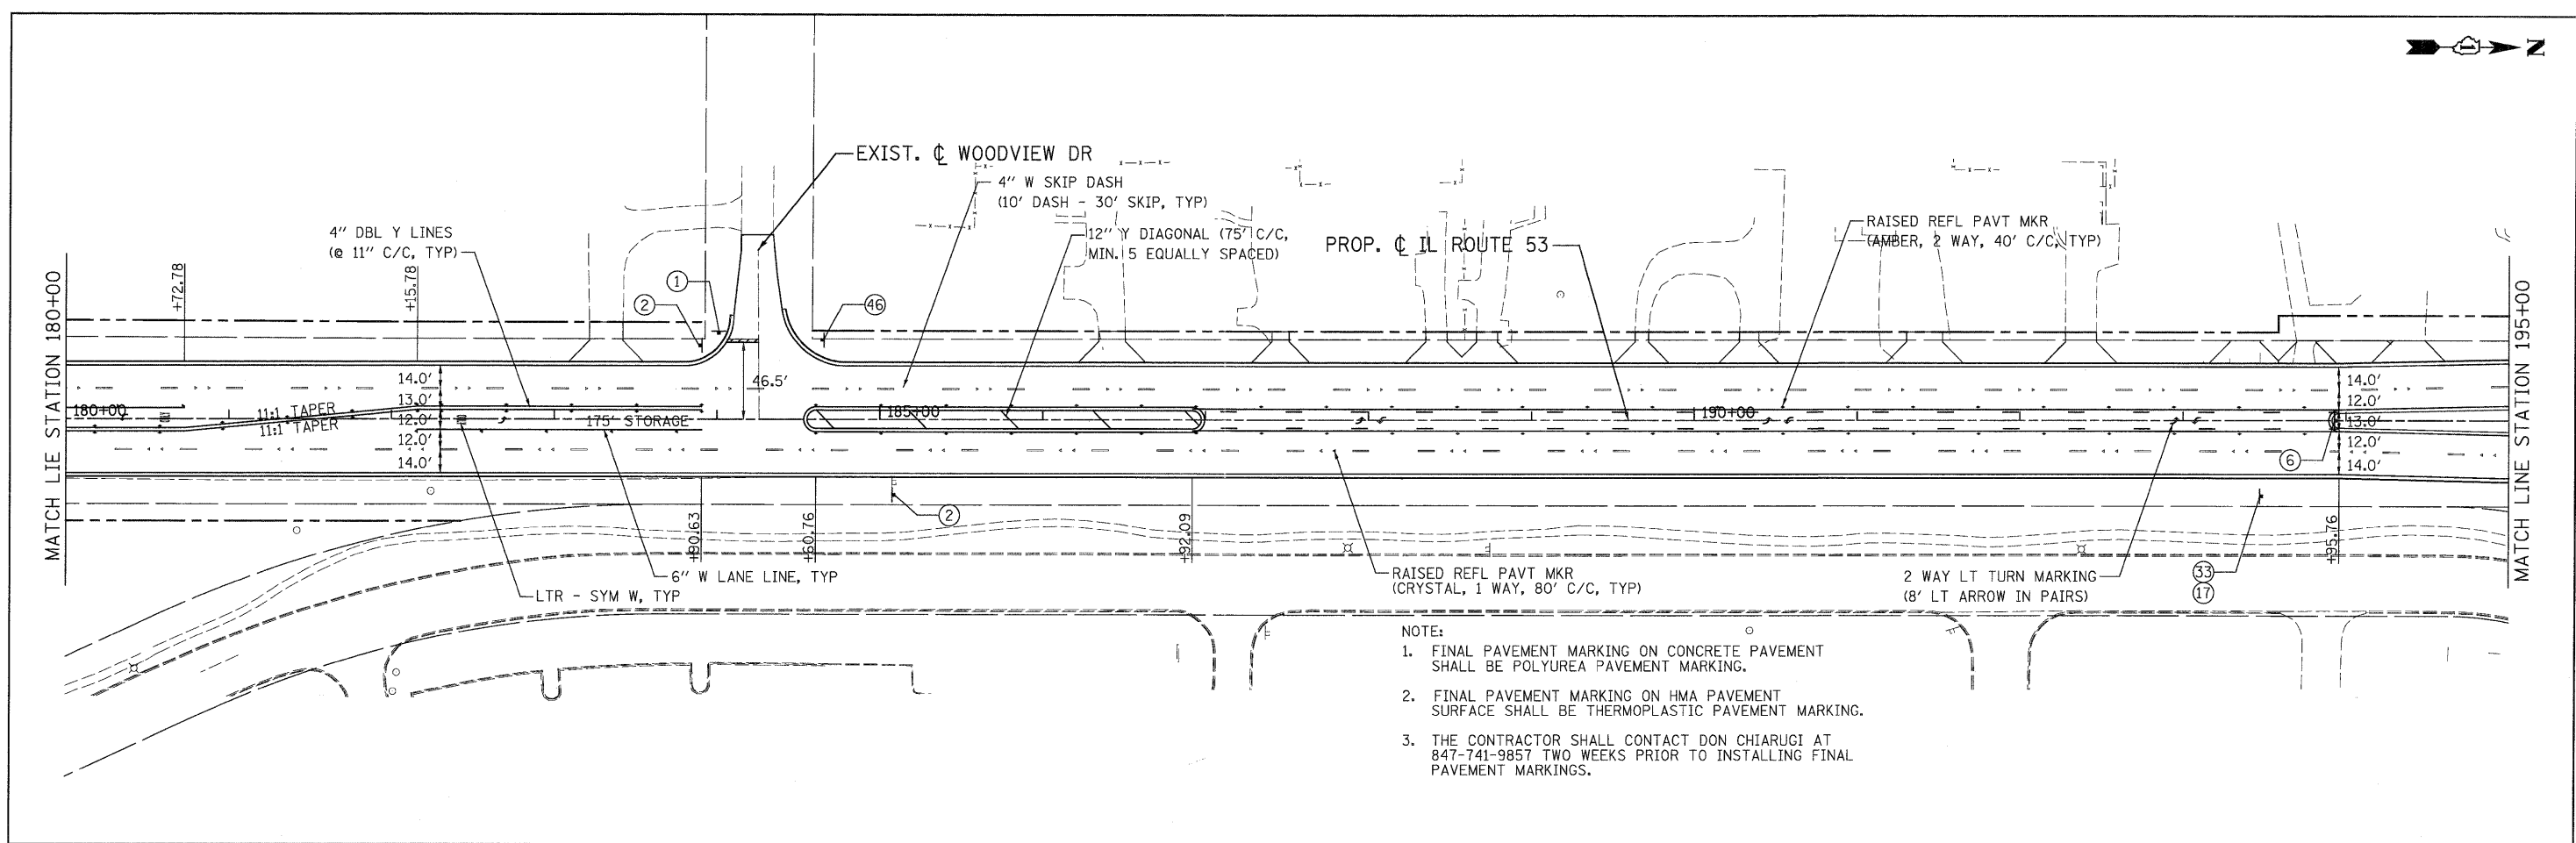 N
EXIST. ℄ WOODVIEW DR
4" W SKIP DASH
(10' DASH - 30' SKIP, TYP)
4" DBL Y LINES
(@ 11" C/C, TYP)
12" Y DIAGONAL (75' C/C,
MIN. 5 EQUALLY SPACED)
PROP. ℄ IL ROUTE 53
RAISED REFL PAVT MKR
(AMBER, 2 WAY, 40' C/C, TYP)
MATCH LIE STATION 180+00
+72.78
+15.78
1
2
46
MATCH LINE STATION 195+00
14.0'
13.0'
12.0'
12.0'
14.0'
46.5'
180+00
11:1 TAPER
11:1 TAPER
175' STORAGE
185+00
190+00
14.0'
12.0'
13.0'
12.0'
14.0'
6
2
+90.63
+60.76
+92.09
+95.76
6" W LANE LINE, TYP
LTR - SYM W, TYP
RAISED REFL PAVT MKR
(CRYSTAL, 1 WAY, 80' C/C, TYP)
2 WAY LT TURN MARKING
(8' LT ARROW IN PAIRS)
33
17
NOTE:
1. FINAL PAVEMENT MARKING ON CONCRETE PAVEMENT
SHALL BE POLYUREA PAVEMENT MARKING.
2. FINAL PAVEMENT MARKING ON HMA PAVEMENT
SURFACE SHALL BE THERMOPLASTIC PAVEMENT MARKING.
3. THE CONTRACTOR SHALL CONTACT DON CHIARUGI AT
847-741-9857 TWO WEEKS PRIOR TO INSTALLING FINAL
PAVEMENT MARKINGS.